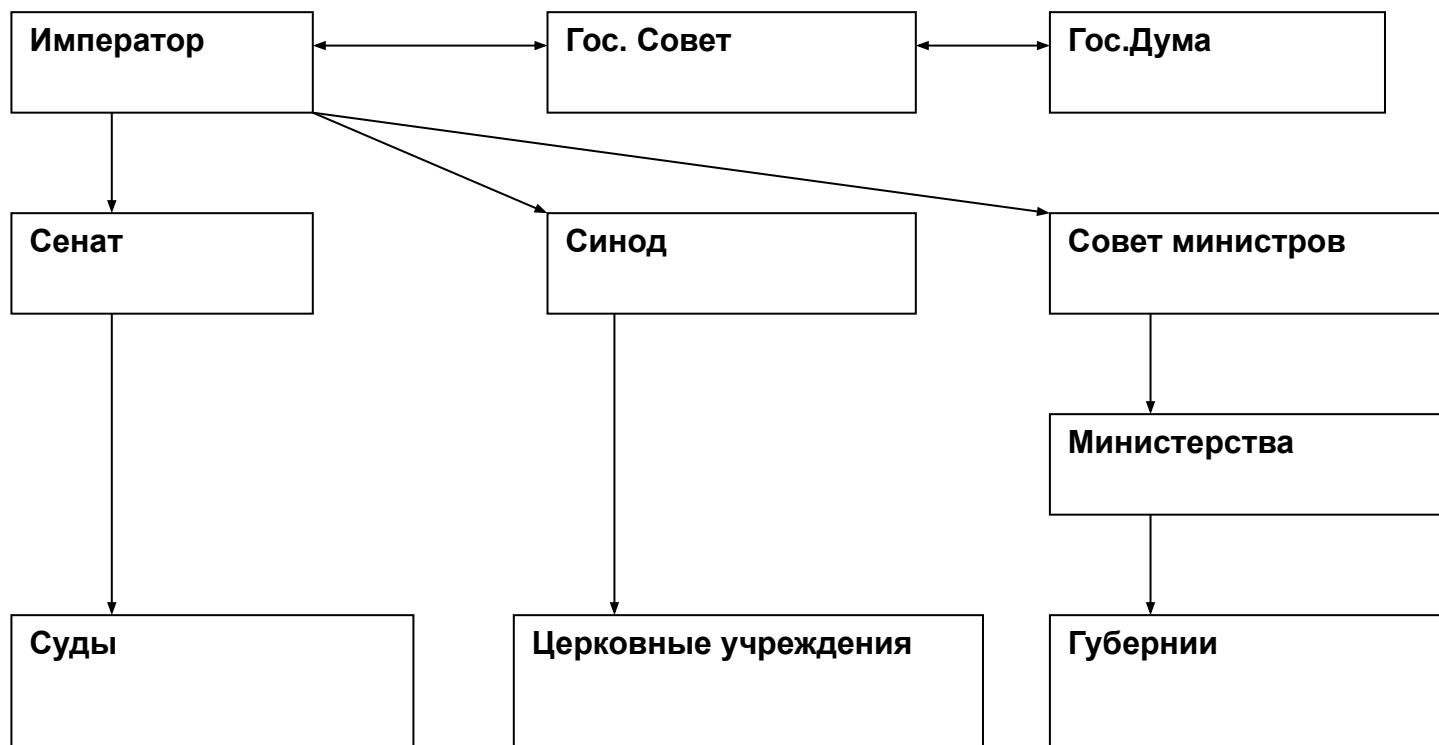 Император
Гос. Совет
Гос.Дума
Сенат
Синод
Совет министров
Министерства
Суды
Церковные учреждения
Губернии